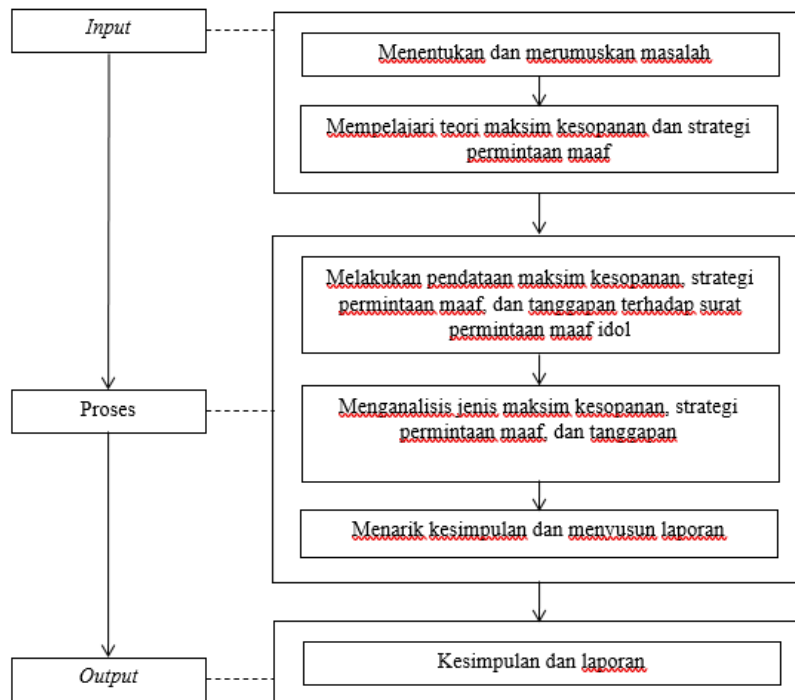 Input
Menentukan dan merumuskan masalah
Mempelajari teori maksim kesopanan dan strategi
permintaan maaf
Melakukan pendataan maksim kesopanan, strategi
permintaan maaf, dan tanggapan terhadap surat
permintaan maaf idol
Proses
Menganalisis jenis maksim kesopanan, strategi
permintaan maaf, dan tanggapan
Menarik kesimpulan dan menyusun laporan
Output
Kesimpulan dan laporan